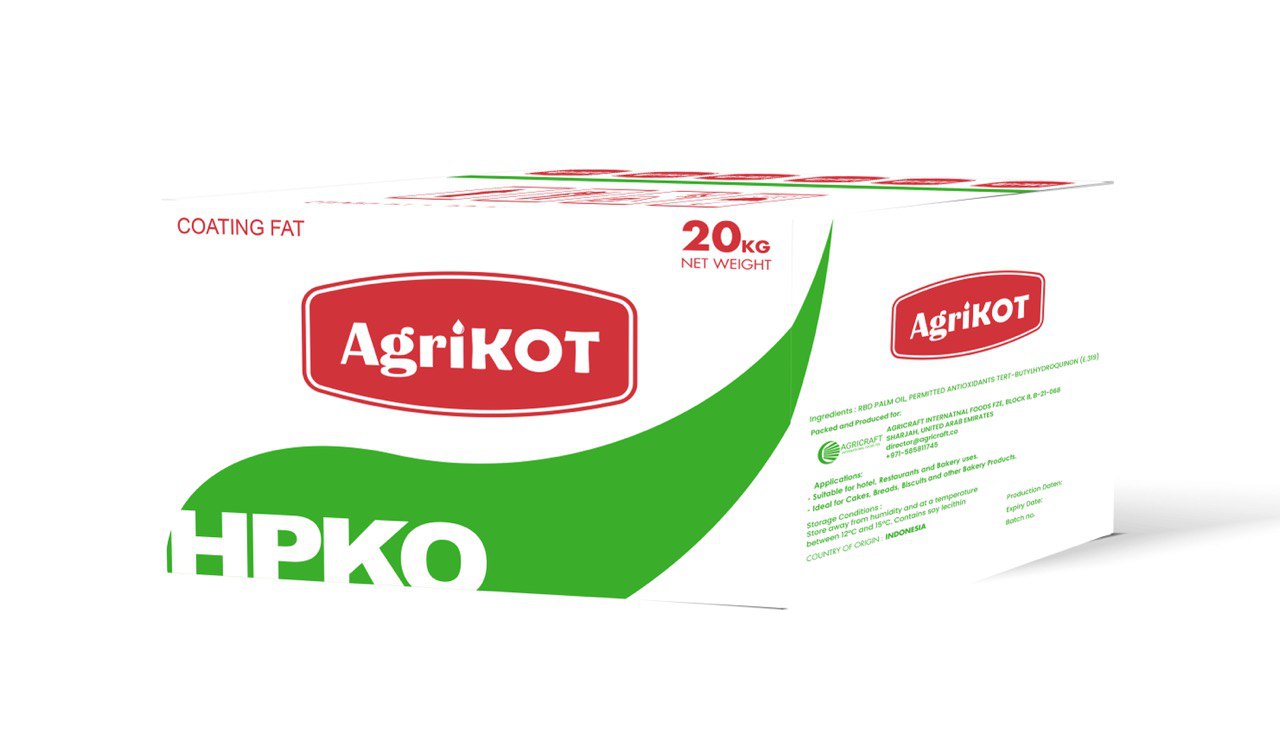 COATING FAT
20KG
NET WEIGHT
AgriKOT
HPKO
AgriKOT
Ingredients : RBD PALM OIL, PERMITTED ANTIOXIDANTS TERT-BUTYLHYDROQUINON (E.319)
Packed and Produced for:
AGRICRAFT
AGRICRAFT INTERNATNAL FOODS FZE, BLOCK B, B-21-068
SHARJAH, UNITED ARAB EMIRATES
director@agricraft.co
+971-585811745
Applications:
- Suitable for hotel, Restaurants and Bakery uses.
- Ideal for Cakes, Breads, Biscuits and other Bakery Products.
Storage Conditions :
Store away from humidity and at a temperature
between 12°C and 15°C. Contains soy lecithin
COUNTRY OF ORIGIN : INDONESIA
Production Daten:
Expiry Date:
Batch no.